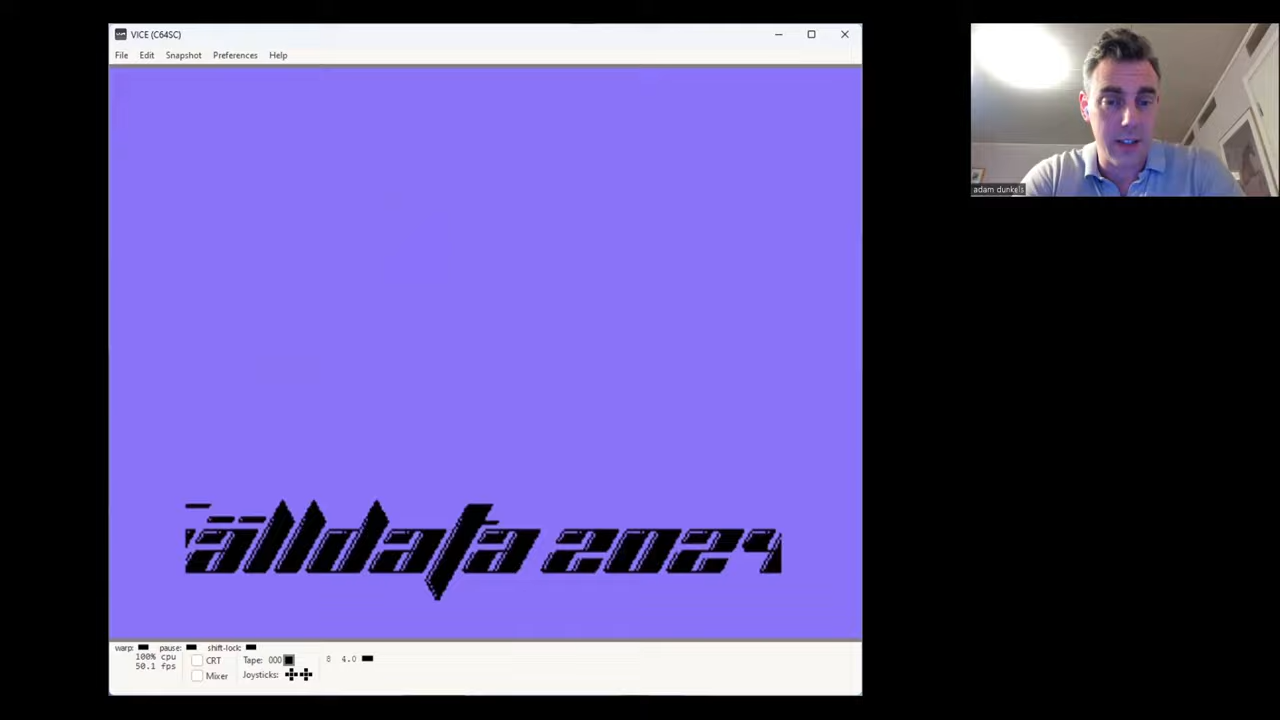 VICE (C64SC)
File Edit Snapshot Preferences Help
adam dunkels
älldata 2024
warp: pause: shift-lock:
100% cpu
50.1 fps
CRT
Mixer
Tape: 000
Joysticks:
8 4.0